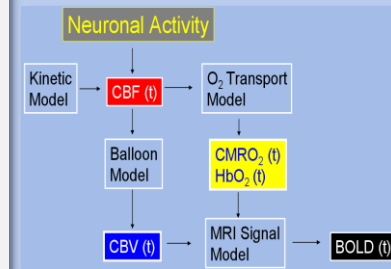 Neuronal Activity
Kinetic
Model
CBF (t)
O₂ Transport
Model
Balloon
Model
CMRO₂ (t)
HbO₂ (t)
CBV (t)
MRI Signal
Model
BOLD (t)